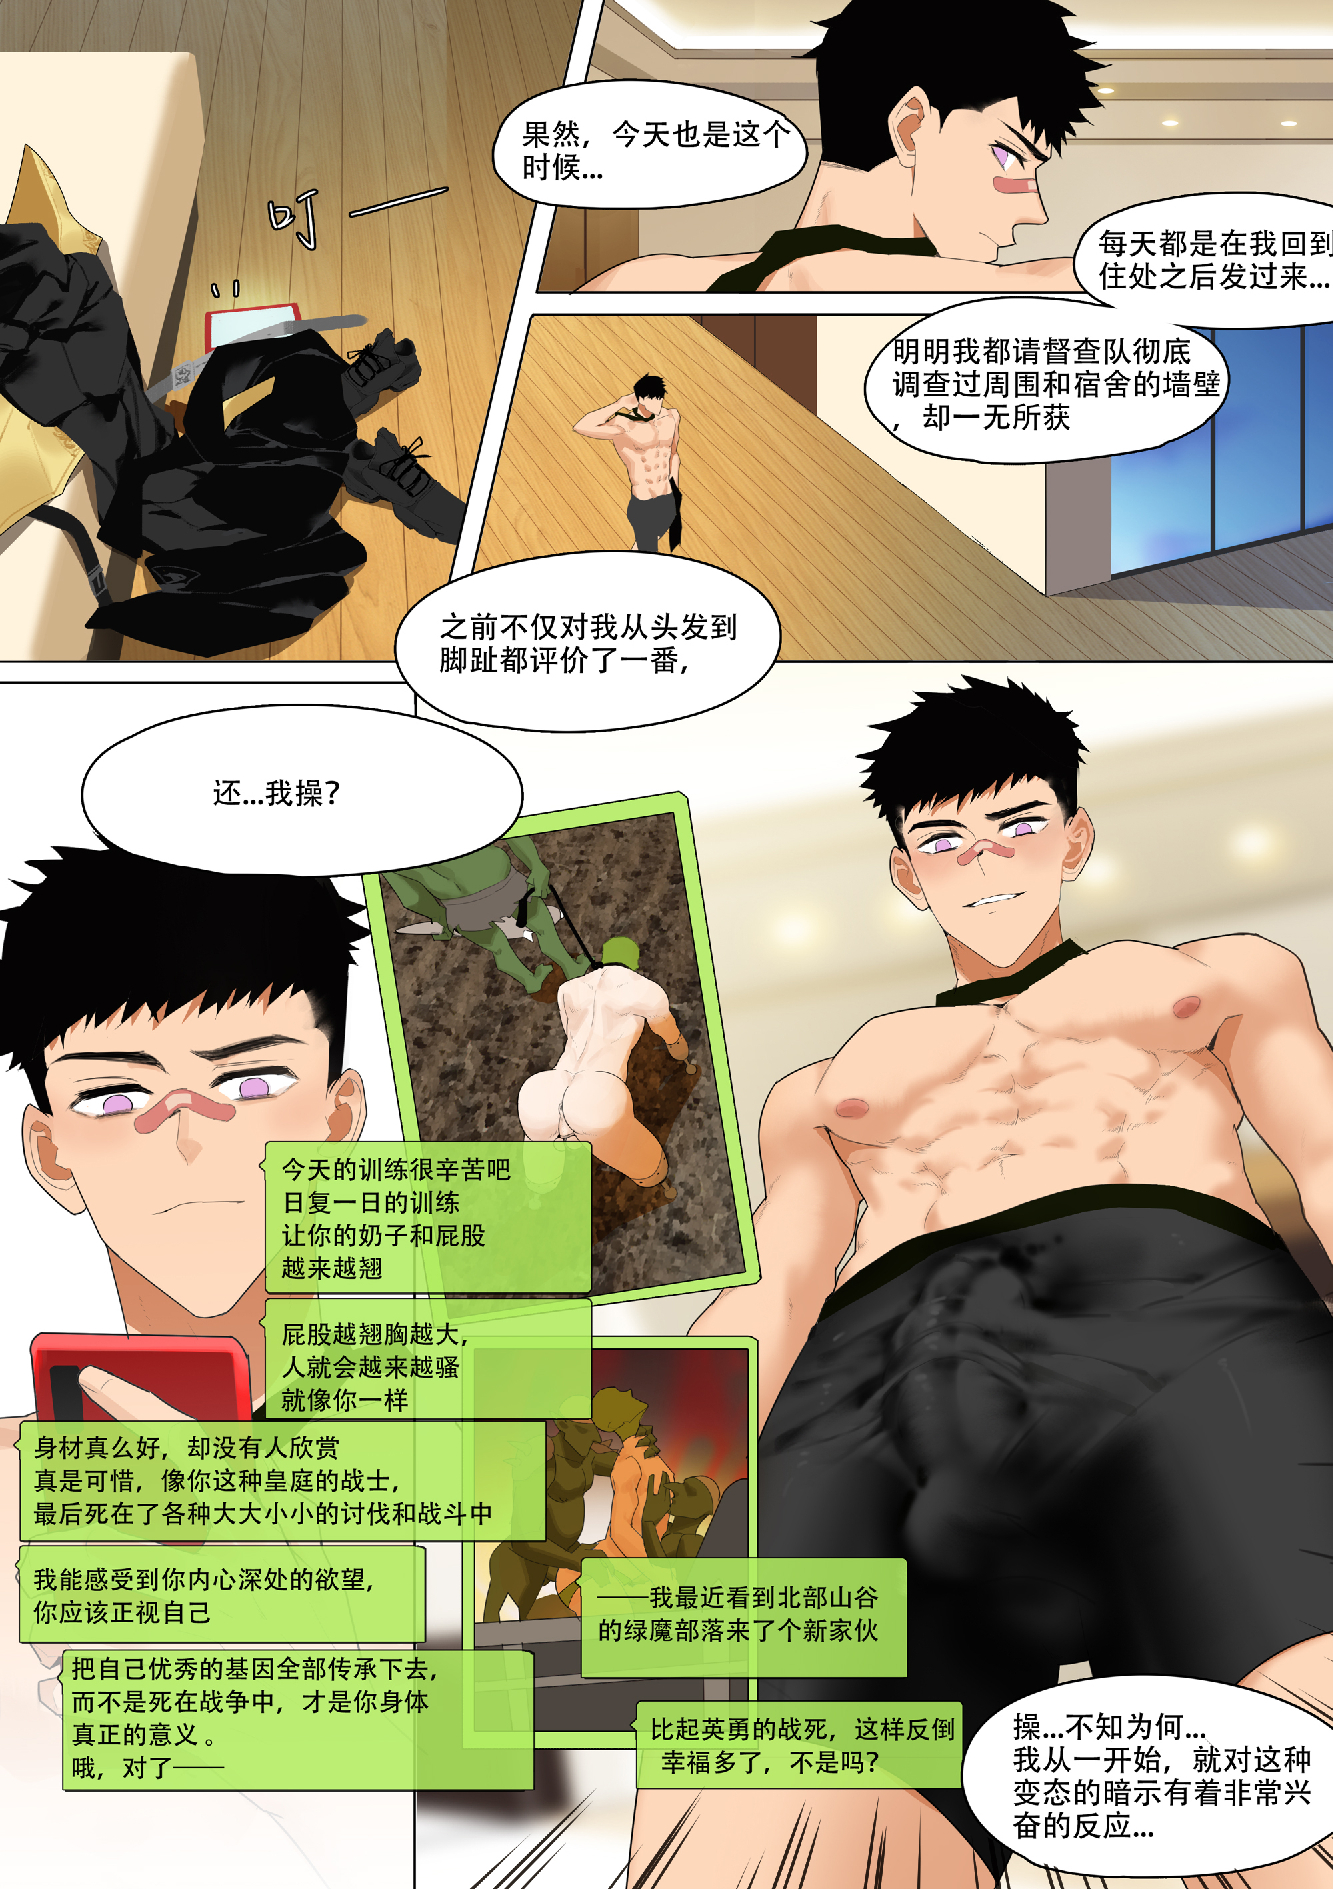 叮一
果然，今天也是这个
时候...
每天都是在我回到
住处之后发过来...
明明我都请督查队彻底
调查过周围和宿舍的墙壁
，却一无所获
之前不仅对我从头发到
脚趾都评价了一番，
还...我操？
今天的训练很辛苦吧
日复一日的训练
让你的奶子和屁股
越来越翘
屁股越翘胸越大，
人就会越来越骚
就像你一样
身材真么好，却没有人欣赏
真是可惜，像你这种皇庭的战士，
最后死在了各种大大小小的讨伐和战斗中
我能感受到你内心深处的欲望，
你应该正视自己
把自己优秀的基因全部传承下去，
而不是死在战争中，才是你身体
真正的意义。
哦，对了——
——我最近看到北部山谷
的绿魔部落来了个新家伙
比起英勇的战死，这样反倒
幸福多了，不是吗？
操...不知为何...
我从一开始，就对这种
变态的暗示有着非常兴
奋的反应...